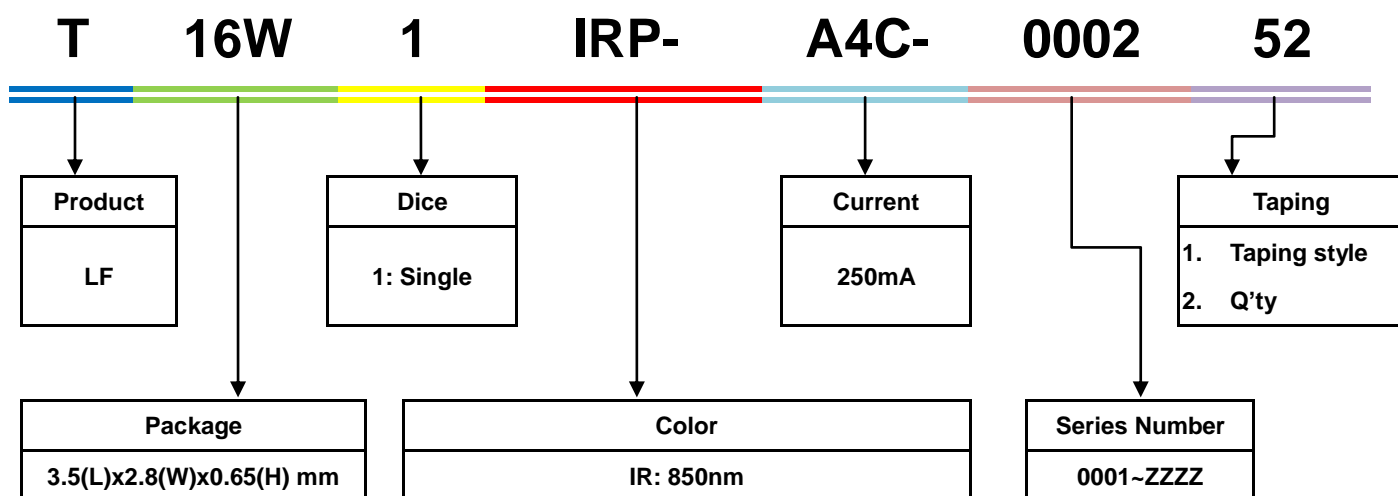 T 16W 1 IRP- A4C- 0002 52
Product
LF
Dice
1: Single
Current
250mA
Taping
1. Taping style
2. Q’ty
Package
3.5(L)x2.8(W)x0.65(H) mm
Color
IR: 850nm
Series Number
0001~ZZZZ